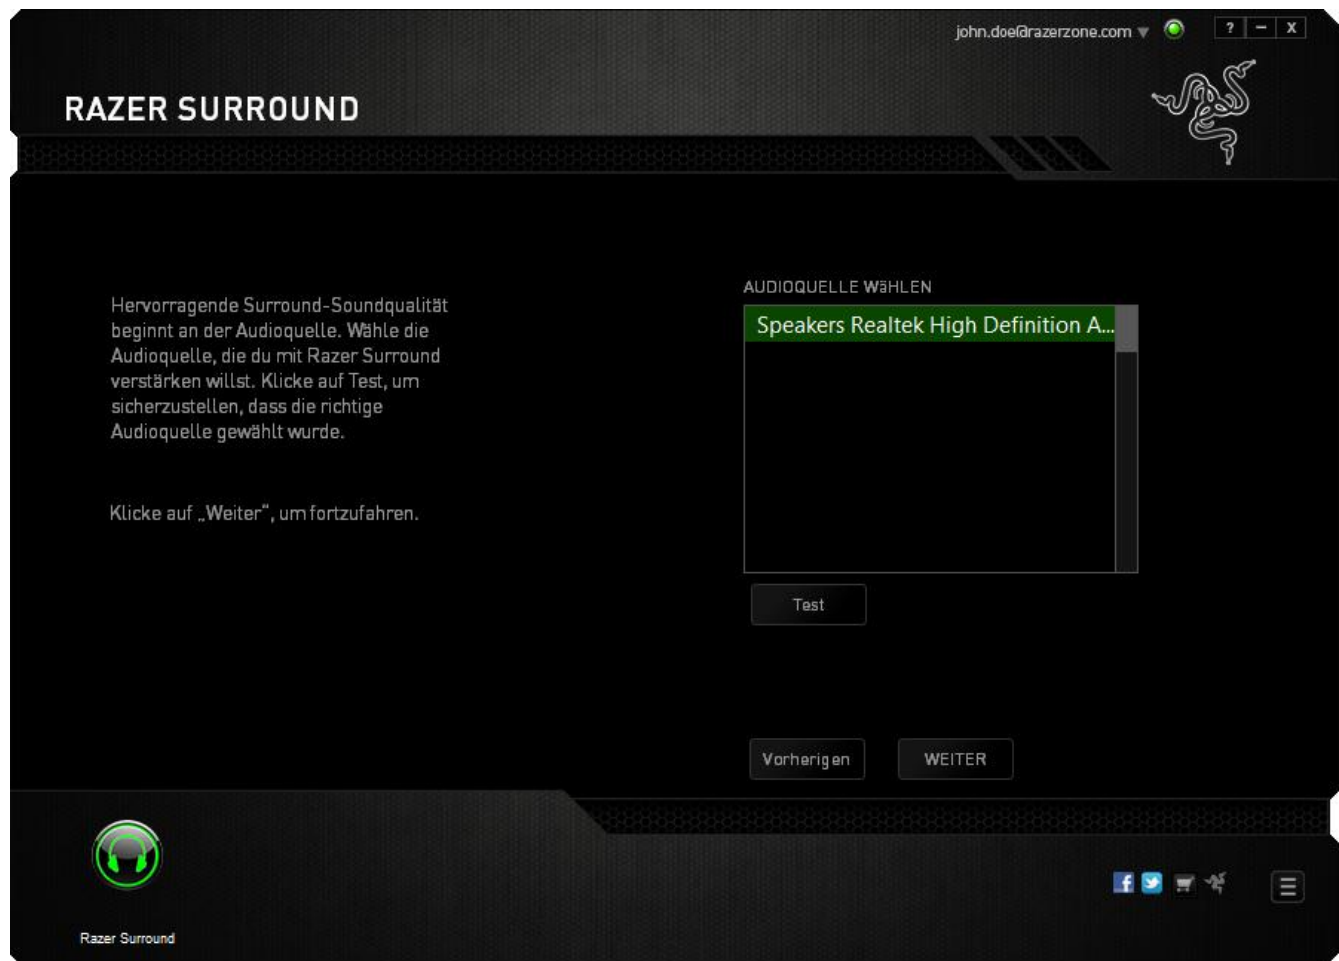 john.doe@razerzone.com
? – X
RAZER SURROUND
Hervorragende Surround-Soundqualität
beginnt an der Audioquelle. Wähle die
Audioquelle, die du mit Razer Surround
verstärken willst. Klicke auf Test, um
sicherzustellen, dass die richtige
Audioquelle gewählt wurde.
Klicke auf „Weiter“, um fortzufahren.
AUDIOQUELLE WäHLEN
Speakers Realtek High Definition A...
Test
Vorherigen
WEITER
Razer Surround